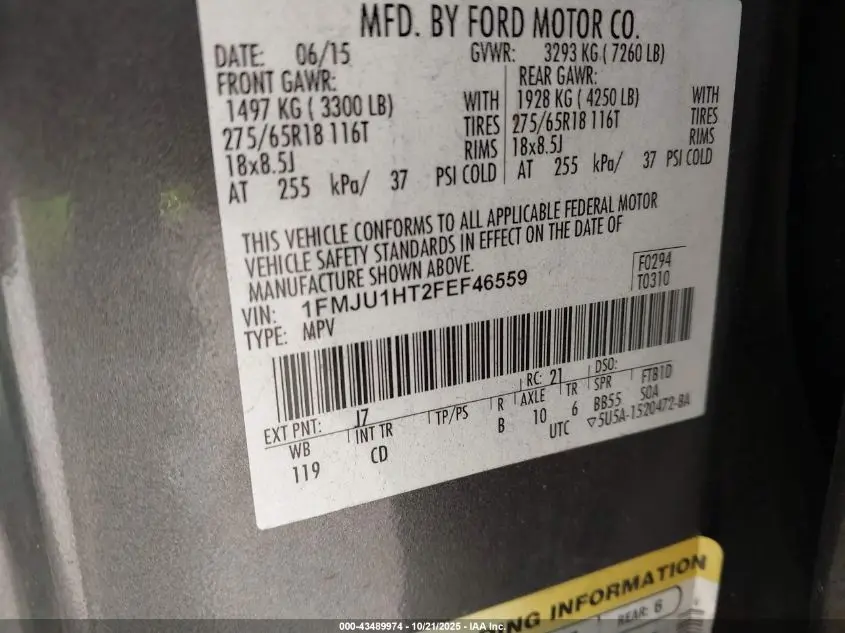 MFD. BY FORD MOTOR CO.
DATE: 06/15 GVWR: 3293 KG ( 7260 LB)
FRONT GAWR: REAR GAWR:
1497 KG ( 3300 LB) WITH 1928 KG ( 4250 LB) WITH
275/65R18 116T TIRES 275/65R18 116T TIRES
18x8.5J RIMS 18x8.5J RIMS
AT 255 kPa/ 37 PSI COLD AT 255 kPa/ 37 PSI COLD
THIS VEHICLE CONFORMS TO ALL APPLICABLE FEDERAL MOTOR
VEHICLE SAFETY STANDARDS IN EFFECT ON THE DATE OF
MANUFACTURE SHOWN ABOVE.
VIN: 1FMJU1HT2FEF46559
TYPE: MPV
F0294
T0310
EXT PNT: J7 RC: 21 DSO:
WB INT TR TP/PS R AXLE TR SPR FTB1D
119 CD B 10 6 BB55 SOA
UTC ▽5U5A-1520472-BA
NG INFORMATION
REAR: 6
000-43489974 - 10/21/2025 - IAA Inc.